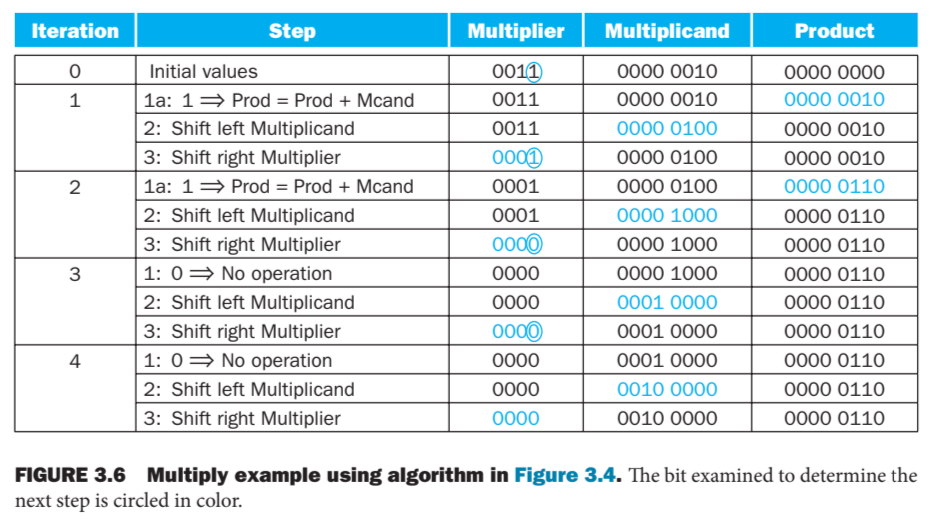 Iteration Step Multiplier Multiplicand Product
0 Initial values 0011 0000 0010 0000 0000
1 1a: 1 ⇒ Prod = Prod + Mcand 0011 0000 0010 0000 0010
2: Shift left Multiplicand 0011 0000 0100 0000 0010
3: Shift right Multiplier 0001 0000 0100 0000 0010
2 1a: 1 ⇒ Prod = Prod + Mcand 0001 0000 0100 0000 0110
2: Shift left Multiplicand 0001 0000 1000 0000 0110
3: Shift right Multiplier 0000 0000 1000 0000 0110
3 1: 0 ⇒ No operation 0000 0000 1000 0000 0110
2: Shift left Multiplicand 0000 0001 0000 0000 0110
3: Shift right Multiplier 0000 0001 0000 0000 0110
4 1: 0 ⇒ No operation 0000 0001 0000 0000 0110
2: Shift left Multiplicand 0000 0010 0000 0000 0110
3: Shift right Multiplier 0000 0010 0000 0000 0110
FIGURE 3.6 Multiply example using algorithm in Figure 3.4. The bit examined to determine the
next step is circled in color.